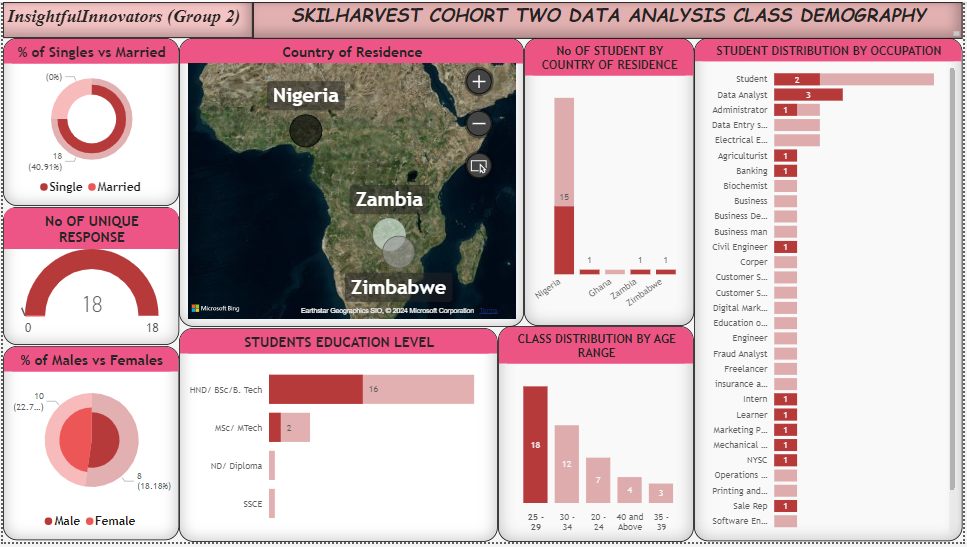 InsightfulInnovators (Group 2)
SKILHARVEST COHORT TWO DATA ANALYSIS CLASS DEMOGRAPHY
% of Singles vs Married
(0%)
18
(40.91%)
Single Married
No OF UNIQUE
RESPONSE
18
0
18
% of Males vs Females
10
(22.7...)
8
(18.18%)
Male Female
Country of Residence
Nigeria
Zambia
Zimbabwe
Microsoft Bing
Earthstar Geographics SIO, © 2024 Microsoft Corporation Terms
No OF STUDENT BY
COUNTRY OF RESIDENCE
15
1
1
1
Nigeria
Ghana
Zambia
Zimbabwe
STUDENTS EDUCATION LEVEL
HND/ BSc/B. Tech
16
MSc/ MTech
2
ND/ Diploma
SSCE
CLASS DISTRIBUTION BY AGE
RANGE
18
12
7
4
3
25 -
29
30 -
34
20 -
24
40 and
Above
35 -
39
STUDENT DISTRIBUTION BY OCCUPATION
Student 2
Data Analyst 3
Administrator 1
Data Entry s...
Electrical E...
Agriculturist 1
Banking 1
Biochemist
Business
Business De...
Business man
Civil Engineer 1
Corper
Customer S...
Customer S...
Digital Mark...
Education o...
Engineer
Fraud Analyst
Freelancer
insurance a...
Intern 1
Learner 1
Marketing P... 1
Mechanical ... 1
NYSC 1
Operations ...
Printing and...
Sale Rep 1
Software En...